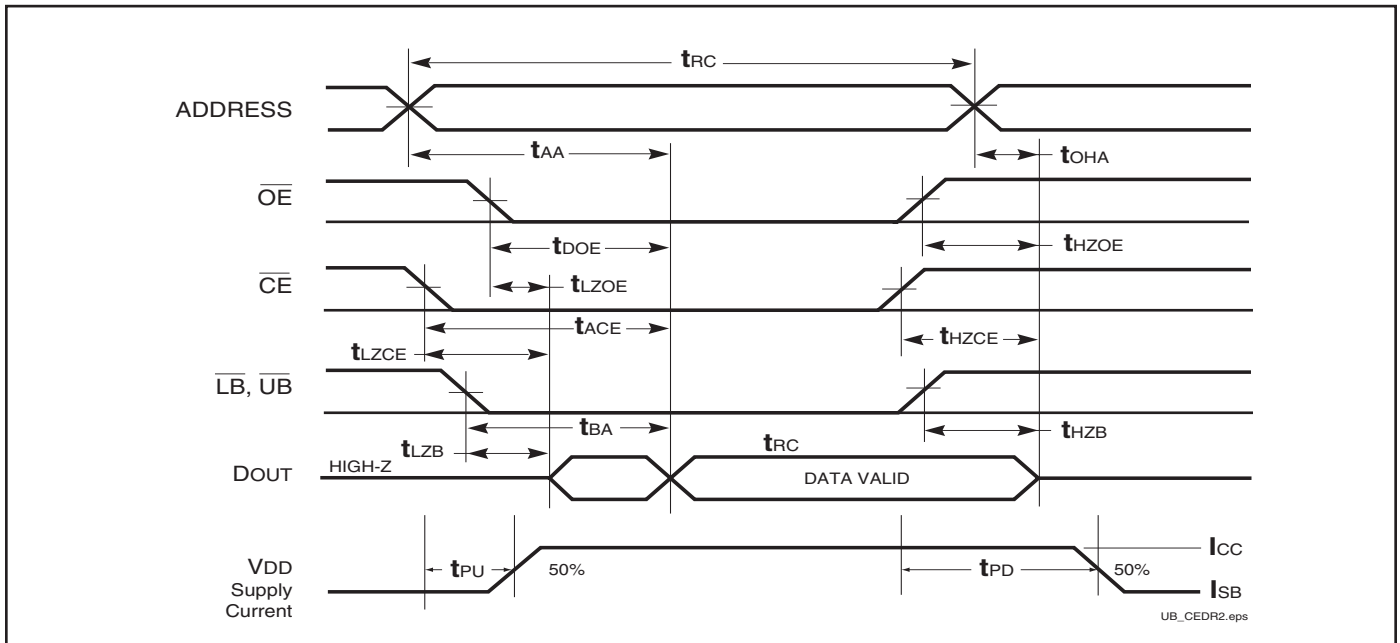 tRC
ADDRESS
tAA
tOHA
OE
tDOE
tHZOE
CE
tLZOE
tACE
tHZCE
tLZCE
LB, UB
tBA
tHZB
tLZB
tRC
DOUT
HIGH-Z
DATA VALID
ICC
VDD
Supply
Current
tPU
50%
tPD
50%
ISB
UB_CEDR2.eps